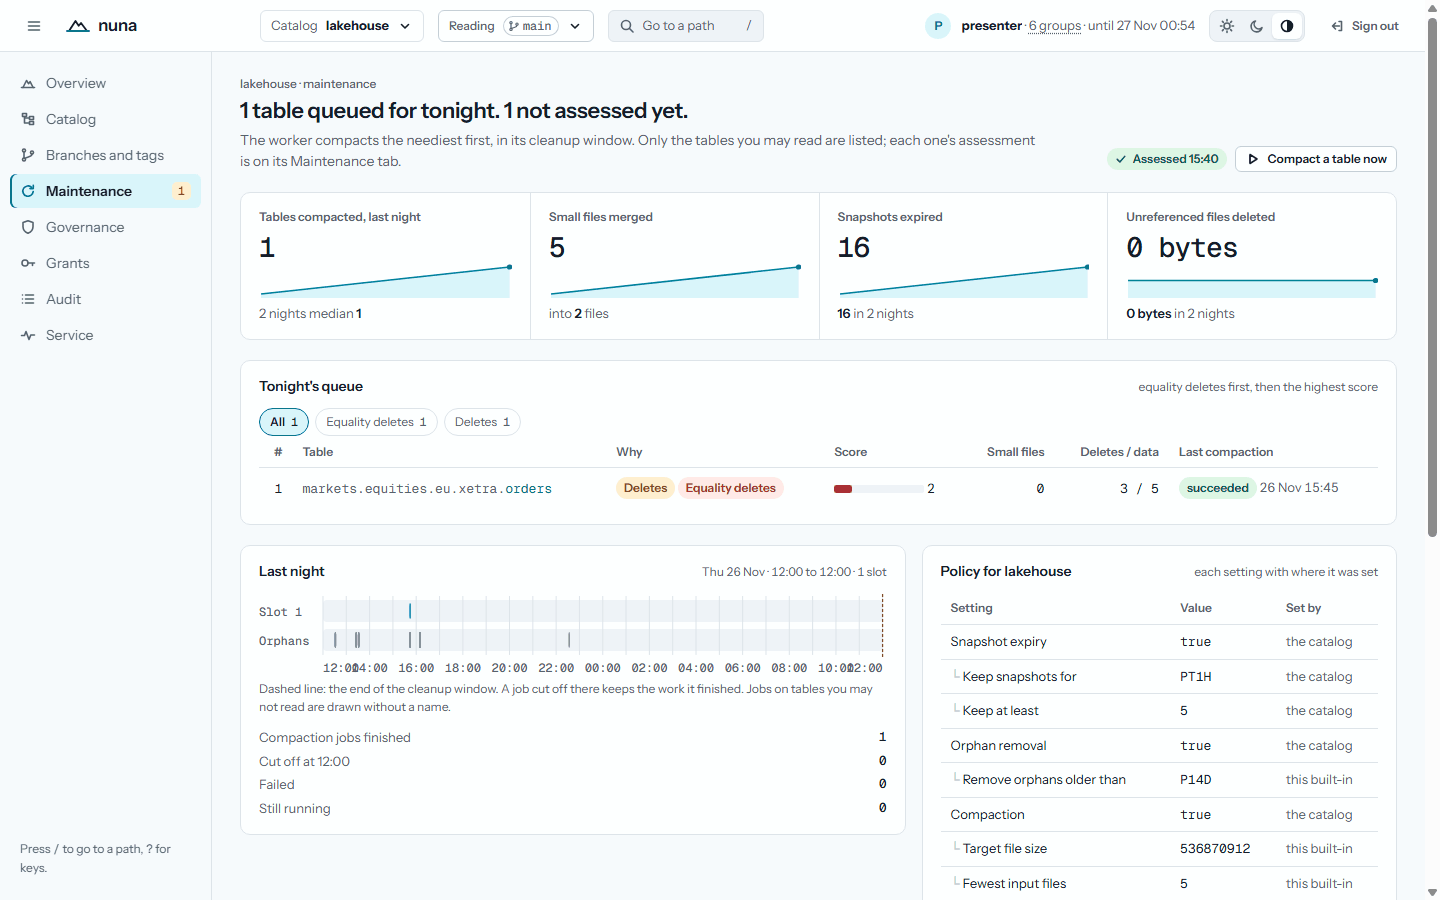 nuna
Catalog lakehouse
Reading main
Go to a path /
P presenter · 6 groups · until 27 Nov 00:54
Sign out
Overview
Catalog
Branches and tags
Maintenance 1
Governance
Grants
Audit
Service
Press / to go to a path, ? for
keys.
lakehouse · maintenance
1 table queued for tonight. 1 not assessed yet.
The worker compacts the neediest first, in its cleanup window. Only the tables you may read are listed; each one's assessment
is on its Maintenance tab.
Assessed 15:40
Compact a table now
Tables compacted, last night
1
2 nights median 1
Small files merged
5
into 2 files
Snapshots expired
16
16 in 2 nights
Unreferenced files deleted
0 bytes
0 bytes in 2 nights
Tonight's queue
equality deletes first, then the highest score
All 1 Equality deletes 1 Deletes 1
# Table Why Score Small files Deletes / data Last compaction
1 markets.equities.eu.xetra.orders Deletes Equality deletes 2 0 3 / 5 succeeded 26 Nov 15:45
Last night
Thu 26 Nov · 12:00 to 12:00 · 1 slot
Slot 1
Orphans
12:00 14:00 16:00 18:00 20:00 22:00 00:00 02:00 04:00 06:00 08:00 10:00 12:00
Dashed line: the end of the cleanup window. A job cut off there keeps the work it finished. Jobs on tables you may
not read are drawn without a name.
Compaction jobs finished 1
Cut off at 12:00 0
Failed 0
Still running 0
Policy for lakehouse
each setting with where it was set
Setting Value Set by
Snapshot expiry true the catalog
Keep snapshots for PT1H the catalog
Keep at least 5 the catalog
Orphan removal true the catalog
Remove orphans older than P14D this built-in
Compaction true the catalog
Target file size 536870912 this built-in
Fewest input files 5 this built-in